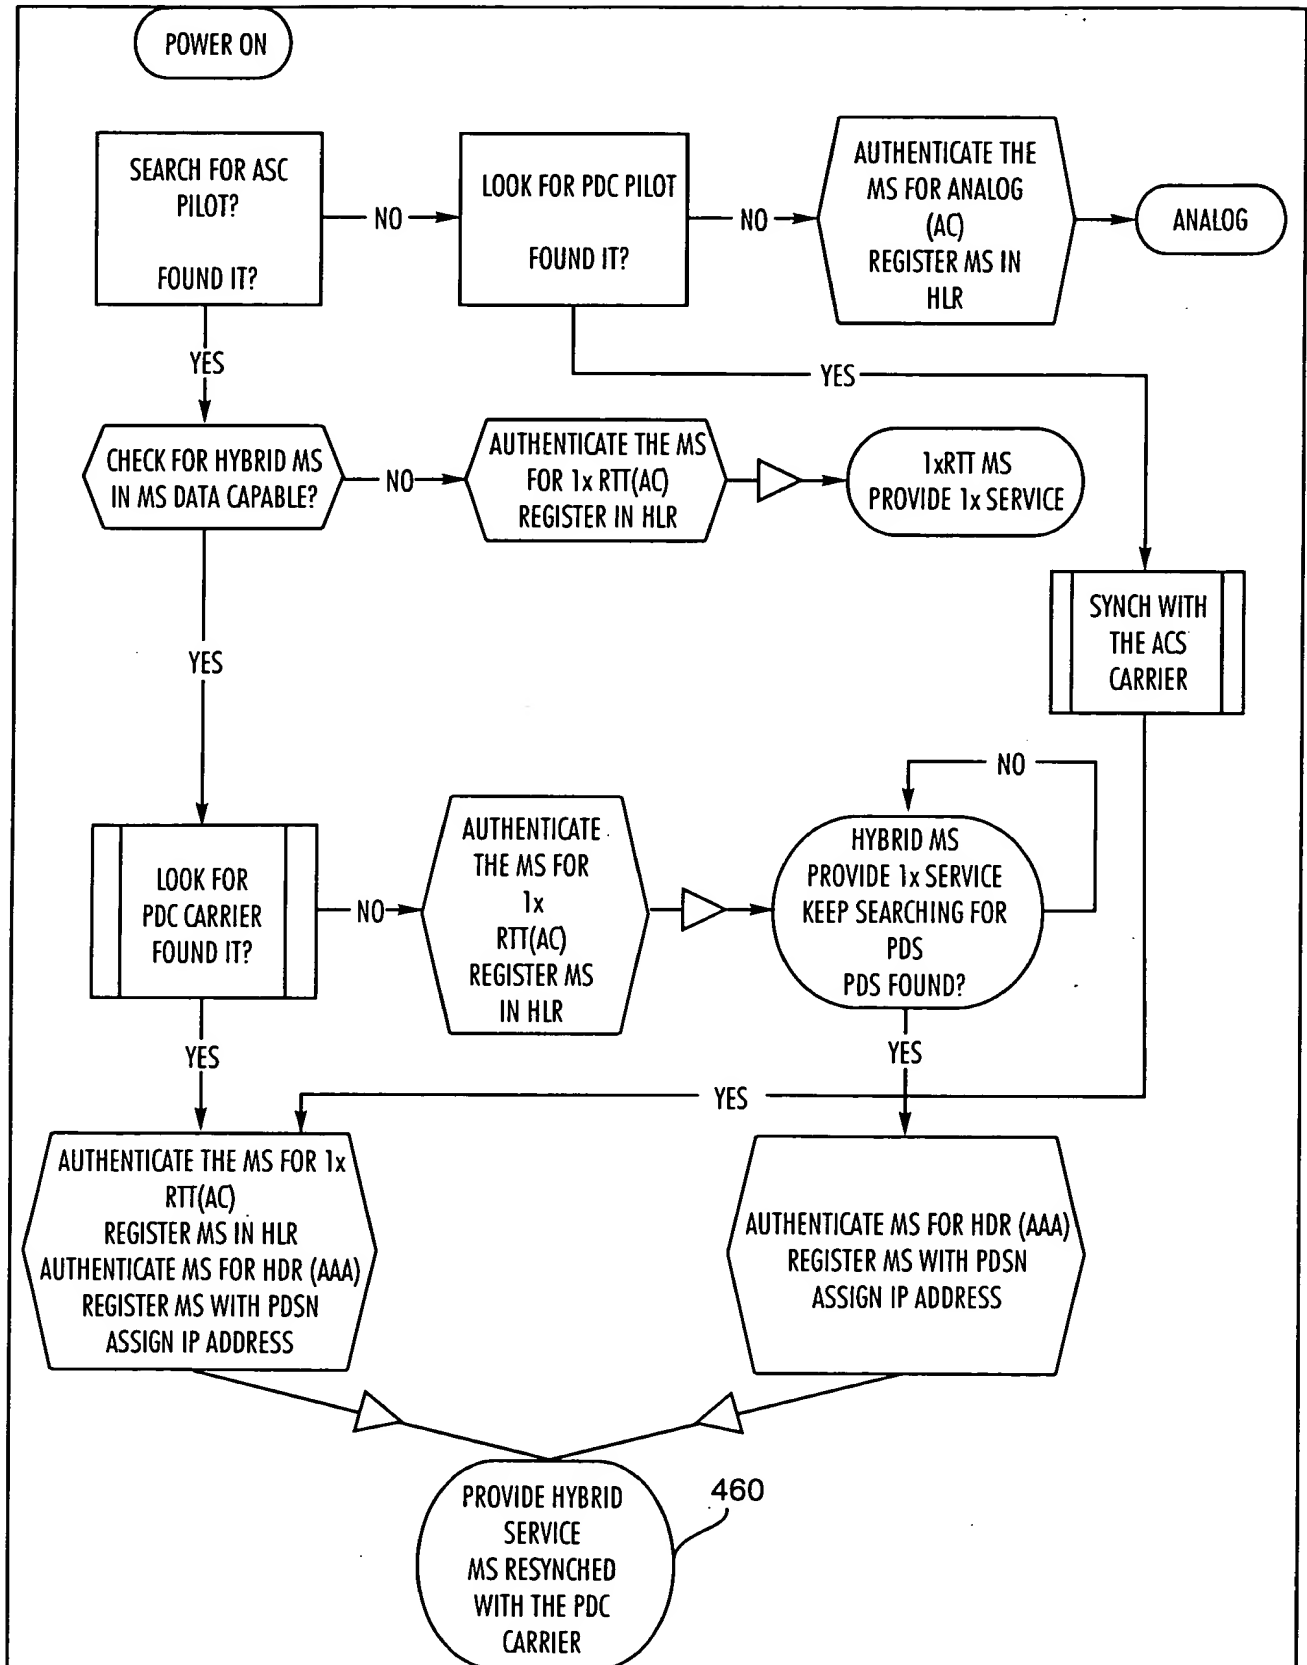 POWER ON
SEARCH FOR ASC
PILOT?
FOUND IT?
NO
LOOK FOR PDC PILOT
FOUND IT?
NO
AUTHENTICATE THE
MS FOR ANALOG
(AC)
REGISTER MS IN
HLR
ANALOG
YES
YES
CHECK FOR HYBRID MS
IN MS DATA CAPABLE?
NO
AUTHENTICATE THE MS
FOR 1x RTT(AC)
REGISTER IN HLR
1xRTT MS
PROVIDE 1x SERVICE
SYNCH WITH
THE ACS
CARRIER
YES
NO
LOOK FOR
PDC CARRIER
FOUND IT?
NO
AUTHENTICATE
THE MS FOR
1x
RTT(AC)
REGISTER MS
IN HLR
HYBRID MS
PROVIDE 1x SERVICE
KEEP SEARCHING FOR
PDS
PDS FOUND?
YES
YES
YES
AUTHENTICATE THE MS FOR 1x
RTT(AC)
REGISTER MS IN HLR
AUTHENTICATE MS FOR HDR (AAA)
REGISTER MS WITH PDSN
ASSIGN IP ADDRESS
AUTHENTICATE MS FOR HDR (AAA)
REGISTER MS WITH PDSN
ASSIGN IP ADDRESS
PROVIDE HYBRID
SERVICE
MS RESYNCHED
WITH THE PDC
CARRIER
460